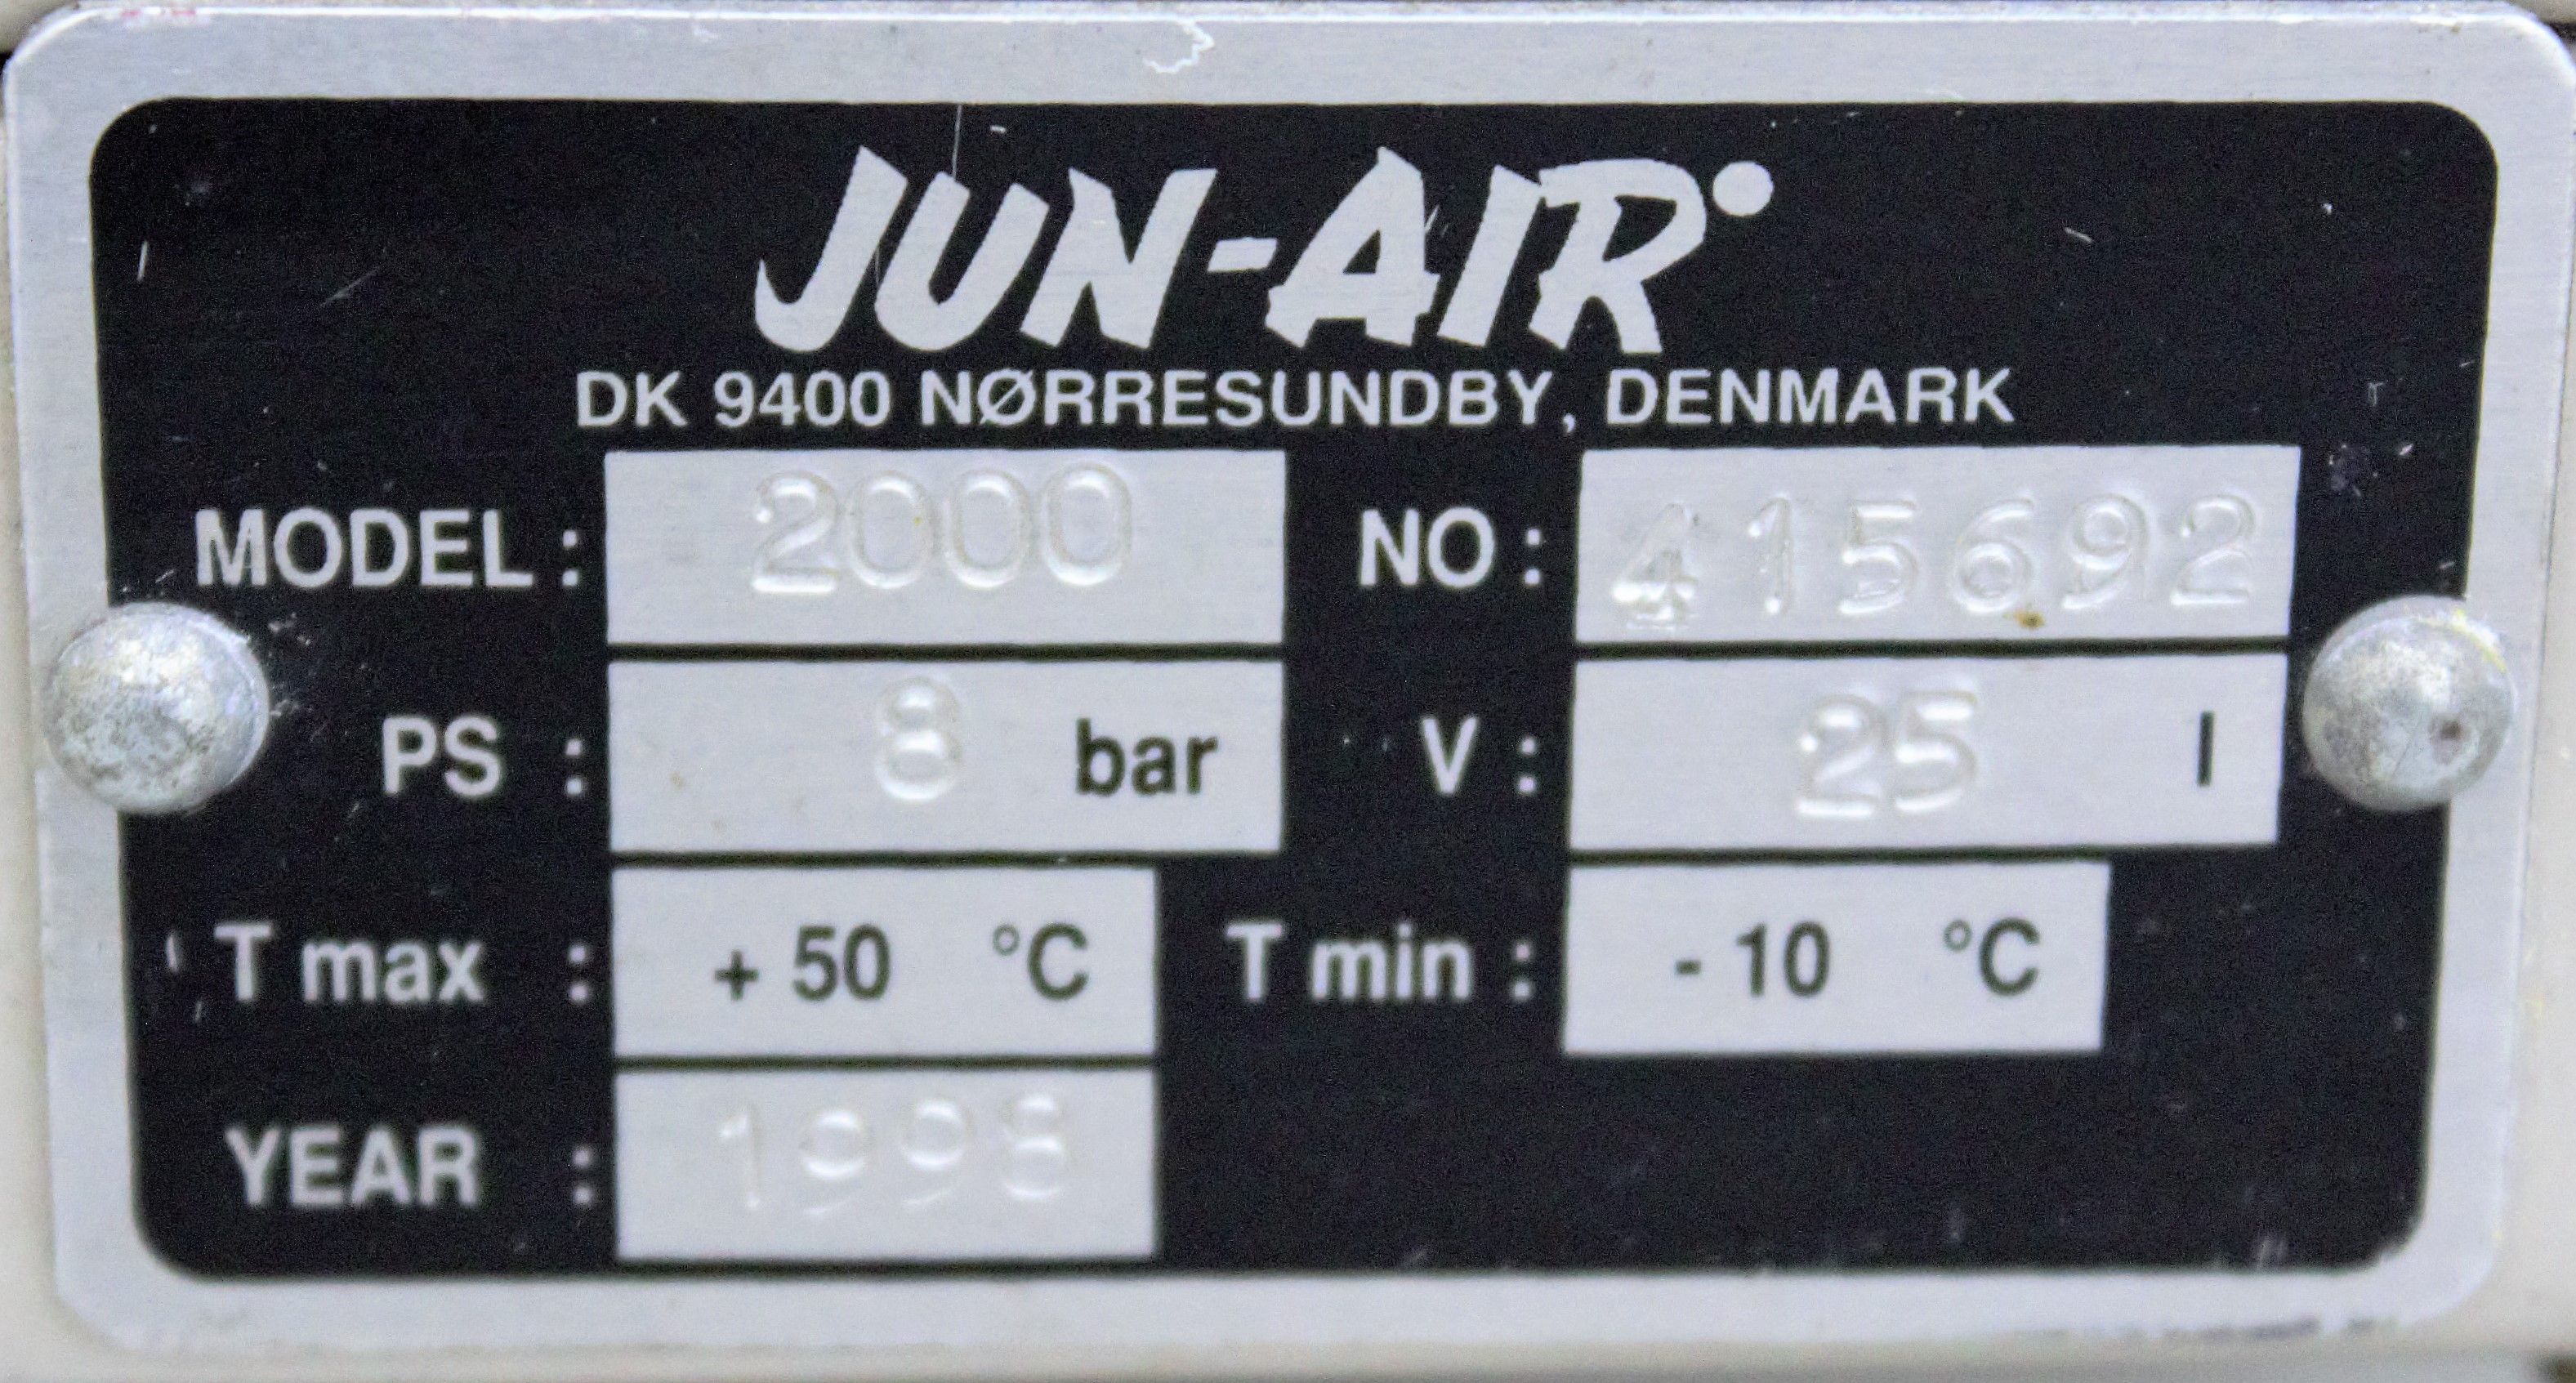 JUN-AIR
DK 9400 NØRRESUNDBY, DENMARK
MODEL : 2000 NO : 415692
PS : 8 bar V : 25 l
T max : + 50 °C T min : - 10 °C
YEAR : 1998